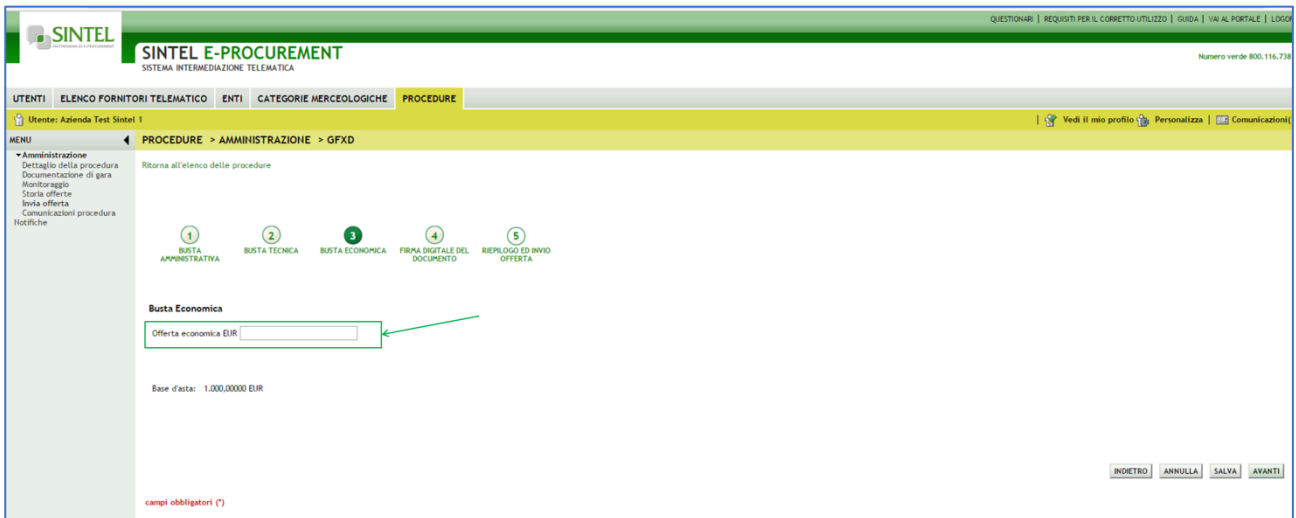 QUESTIONARI | REQUISITI PER IL CORRETTO UTILIZZO | GUIDA | VAI AL PORTALE | LOGOF
SINTEL
SINTEL E-PROCUREMENT
SISTEMA INTERMEDIAZIONE TELEMATICA
Numero verde 800.116.738
UTENTI ELENCO FORNITORI TELEMATICO ENTI CATEGORIE MERCEOLOGICHE PROCEDURE
Utente: Azienda Test Sintel 1
| Vedi il mio profilo Personalizza | Comunicazioni(
MENU
PROCEDURE > AMMINISTRAZIONE > GFXD
Amministrazione
Dettaglio della procedura
Documentazione di gara
Monitoraggio
Storia offerte
Invia offerta
Comunicazioni procedura
Notifiche
Ritorna all'elenco delle procedure
1 BUSTA AMMINISTRATIVA
2 BUSTA TECNICA
3 BUSTA ECONOMICA
4 FIRMA DIGITALE DEL DOCUMENTO
5 RIEPILOGO ED INVIO OFFERTA
Busta Economica
Offerta economica EUR
Base d'asta: 1.000,00000 EUR
INDIETRO ANNULLA SALVA AVANTI
campi obbligatori (*)